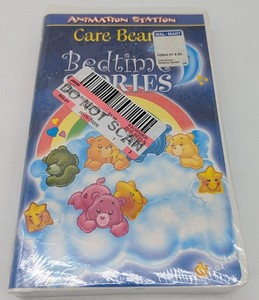 ANIMATION STATION
Care Bears
WAL-MART
Bedtime
STORIES
DO NOT SCAN